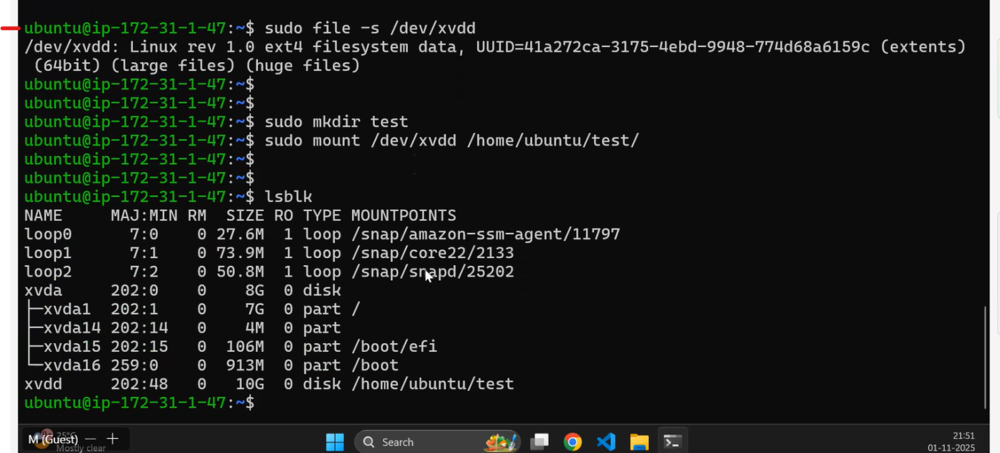 ubuntu@ip-172-31-1-47:~$ sudo file -s /dev/xvdd
/dev/xvdd: Linux rev 1.0 ext4 filesystem data, UUID=41a272ca-3175-4ebd-9948-774d68a6159c (extents)
 (64bit) (large files) (huge files)
ubuntu@ip-172-31-1-47:~$
ubuntu@ip-172-31-1-47:~$
ubuntu@ip-172-31-1-47:~$ sudo mkdir test
ubuntu@ip-172-31-1-47:~$ sudo mount /dev/xvdd /home/ubuntu/test/
ubuntu@ip-172-31-1-47:~$
ubuntu@ip-172-31-1-47:~$
ubuntu@ip-172-31-1-47:~$ lsblk
NAME     MAJ:MIN RM   SIZE RO TYPE MOUNTPOINTS
loop0      7:0    0  27.6M  1 loop /snap/amazon-ssm-agent/11797
loop1      7:1    0  73.9M  1 loop /snap/core22/2133
loop2      7:2    0  50.8M  1 loop /snap/snapd/25202
xvda     202:0    0     8G  0 disk
├─xvda1  202:1    0     7G  0 part /
├─xvda14 202:14   0     4M  0 part
├─xvda15 202:15   0   106M  0 part /boot/efi
└─xvda16 259:0    0   913M  0 part /boot
xvdd     202:48   0    10G  0 disk /home/ubuntu/test
ubuntu@ip-172-31-1-47:~$
25°C
M (Guest)
Mostly clear
Search
21:51
01-11-2025